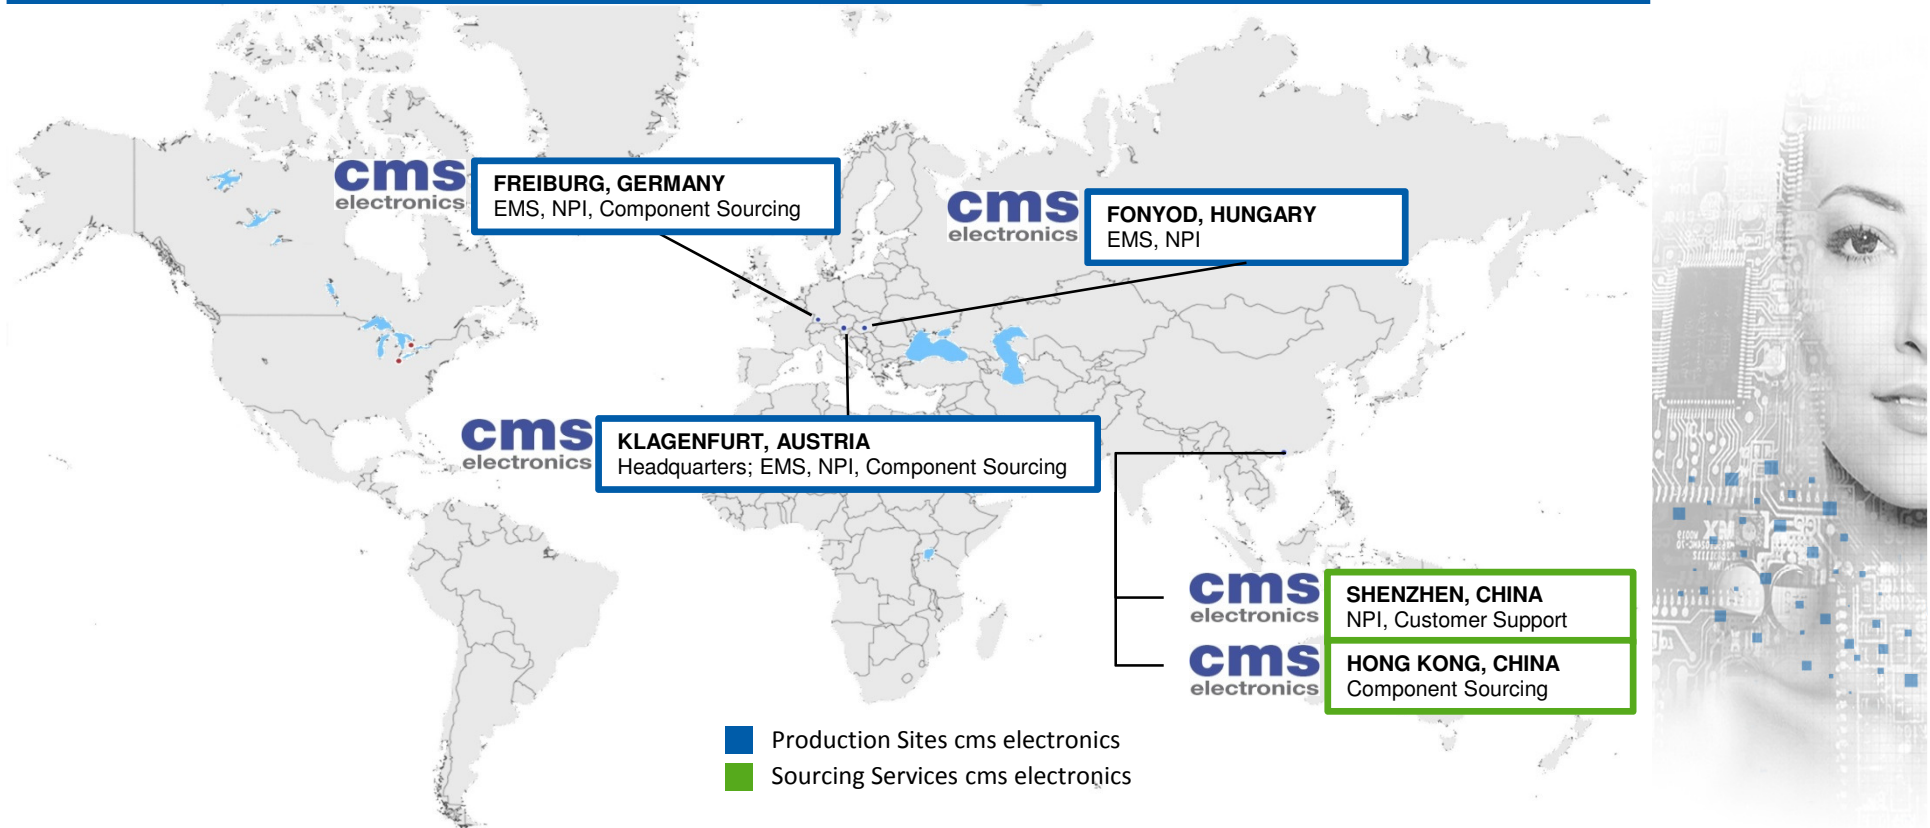 cms
electronics
FREIBURG, GERMANY
EMS, NPI, Component Sourcing
cms
electronics
FONYOD, HUNGARY
EMS, NPI
cms
electronics
KLAGENFURT, AUSTRIA
Headquarters; EMS, NPI, Component Sourcing
cms
electronics
SHENZHEN, CHINA
NPI, Customer Support
cms
electronics
HONG KONG, CHINA
Component Sourcing
Production Sites cms electronics
Sourcing Services cms electronics